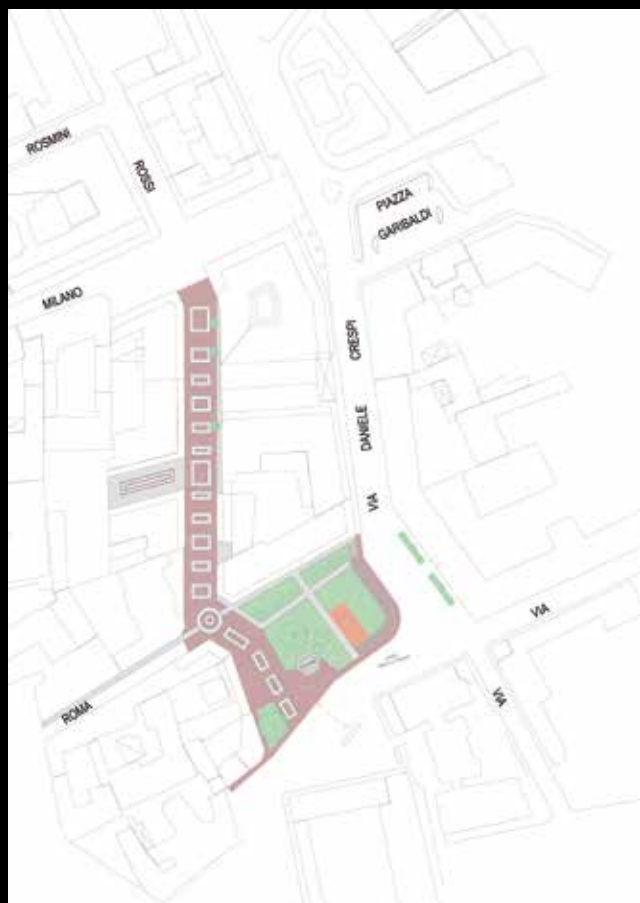 ROSMINI
ROSSI
PIAZZA
GARIBALDI
MILANO
VIA DANIELE CRESPI
VIA
VIA
ROMA